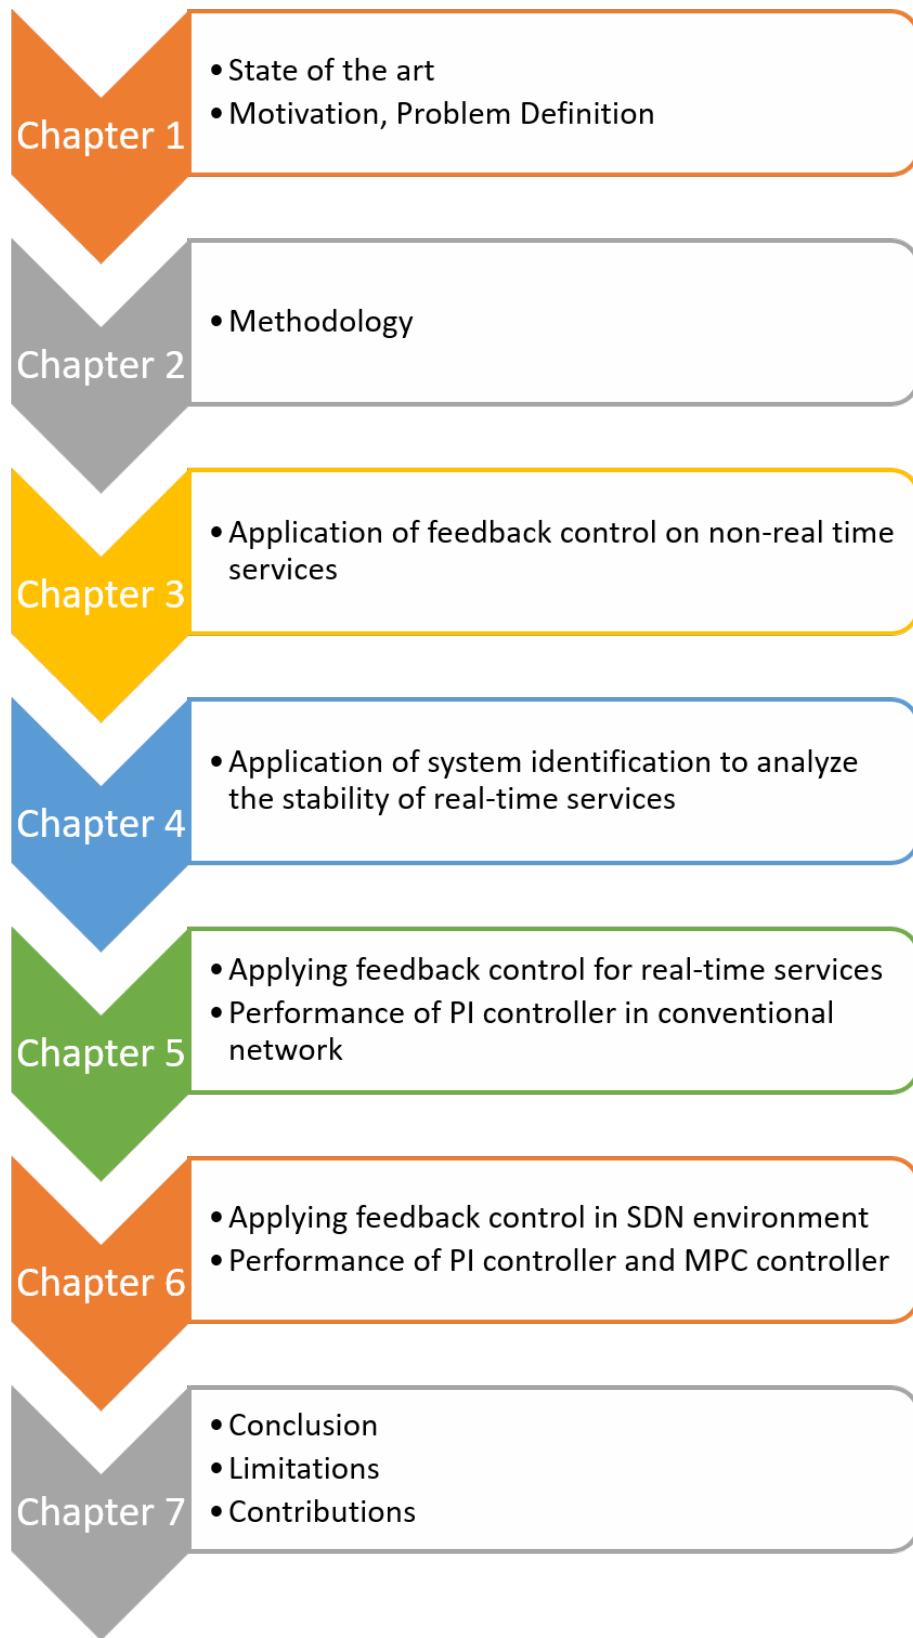 Chapter 1
• State of the art
• Motivation, Problem Definition
Chapter 2
• Methodology
Chapter 3
• Application of feedback control on non-real time
services
Chapter 4
• Application of system identification to analyze
the stability of real-time services
Chapter 5
• Applying feedback control for real-time services
• Performance of PI controller in conventional
network
Chapter 6
• Applying feedback control in SDN environment
• Performance of PI controller and MPC controller
Chapter 7
• Conclusion
• Limitations
• Contributions